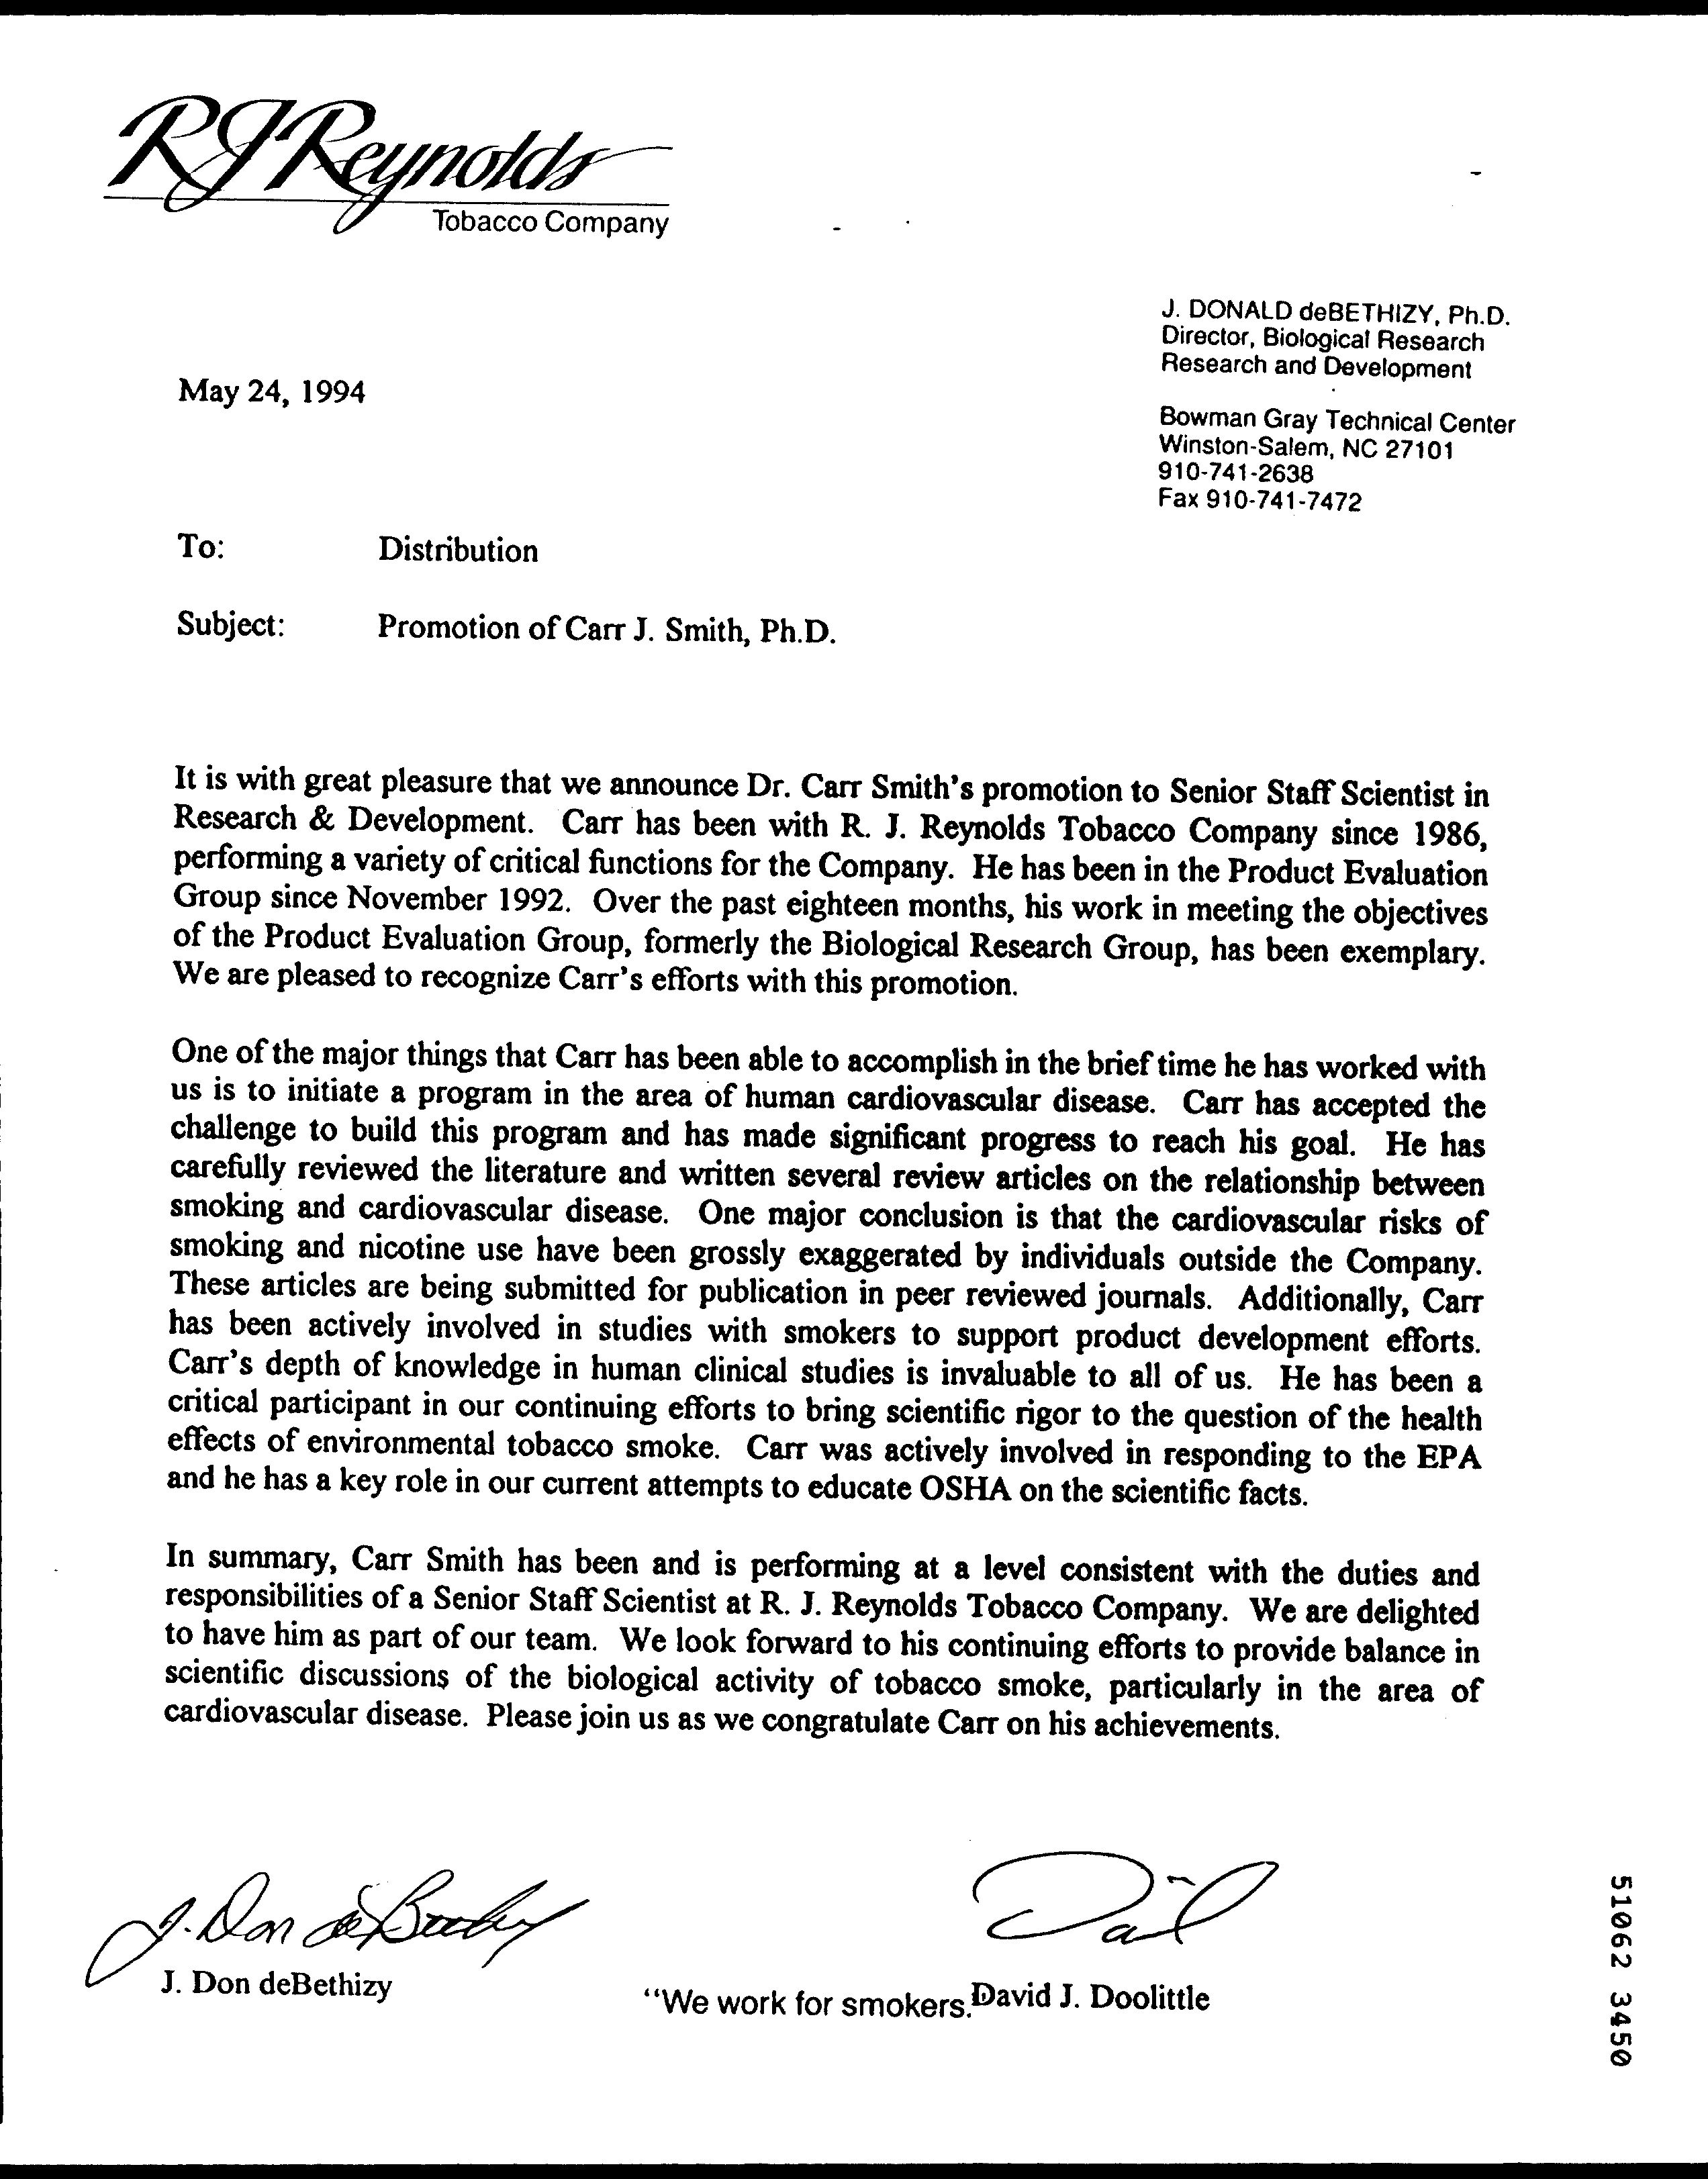 RJReynolds
Tobacco Company
J. DONALD deBETHIZY, Ph.D.
Director, Biological Research
Research and Development
May 24, 1994
Bowman Gray Technical Center
Winston-Salem, NC 27101
910-741-2638
Fax 910-741-7472
To: Distribution
Subject: Promotion of Carr J. Smith, Ph.D.
It is with great pleasure that we announce Dr. Carr Smith's promotion to Senior Staff Scientist in
Research & Development. Carr has been with R. J. Reynolds Tobacco Company since 1986,
performing a variety of critical functions for the Company. He has been in the Product Evaluation
Group since November 1992. Over the past eighteen months, his work in meeting the objectives
of the Product Evaluation Group, formerly the Biological Research Group, has been exemplary.
We are pleased to recognize Carr's efforts with this promotion.
One of the major things that Carr has been able to accomplish in the brief time he has worked with
us is to initiate a program in the area of human cardiovascular disease. Carr has accepted the
challenge to build this program and has made significant progress to reach his goal. He has
carefully reviewed the literature and written several review articles on the relationship between
smoking and cardiovascular disease. One major conclusion is that the cardiovascular risks of
smoking and nicotine use have been grossly exaggerated by individuals outside the Company.
These articles are being submitted for publication in peer reviewed journals. Additionally, Carr
has been actively involved in studies with smokers to support product development efforts.
Carr's depth of knowledge in human clinical studies is invaluable to all of us. He has been a
critical participant in our continuing efforts to bring scientific rigor to the question of the health
effects of environmental tobacco smoke. Carr was actively involved in responding to the EPA
and he has a key role in our current attempts to educate OSHA on the scientific facts.
In summary, Carr Smith has been and is performing at a level consistent with the duties and
responsibilities of a Senior Staff Scientist at R. J. Reynolds Tobacco Company. We are delighted
to have him as part of our team. We look forward to his continuing efforts to provide balance in
scientific discussions of the biological activity of tobacco smoke, particularly in the area of
cardiovascular disease. Please join us as we congratulate Carr on his achievements.
J. Don deBethizy
J. Don deBethizy
"We work for smokers.
David J. Doolittle
51062 3450